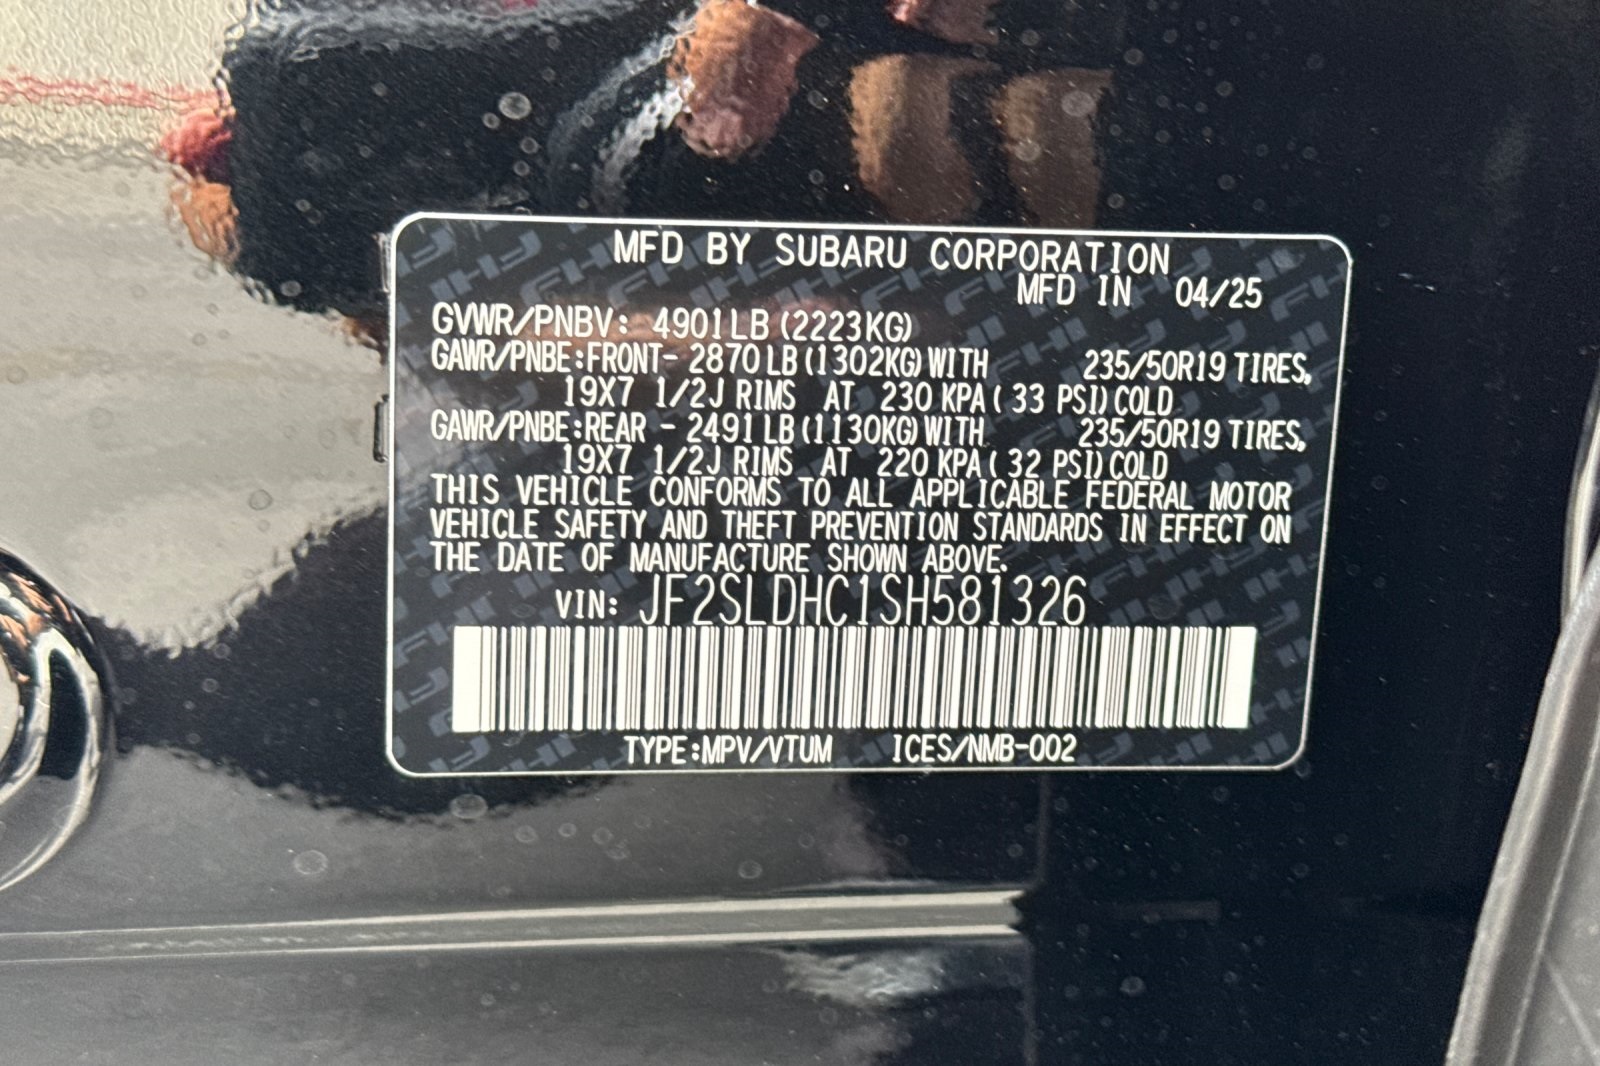 MFD BY SUBARU CORPORATION
MFD IN 04/25
GVWR/PNBV: 4901LB (2223KG)
GAWR/PNBE:FRONT- 2870 LB (1302KG) WITH 235/50R19 TIRES,
19X7 1/2J RIMS AT 230 KPA ( 33 PSI) COLD
GAWR/PNBE:REAR - 2491 LB (1130KG) WITH 235/50R19 TIRES,
19X7 1/2J RIMS AT 220 KPA ( 32 PSI) COLD
THIS VEHICLE CONFORMS TO ALL APPLICABLE FEDERAL MOTOR
VEHICLE SAFETY AND THEFT PREVENTION STANDARDS IN EFFECT ON
THE DATE OF MANUFACTURE SHOWN ABOVE.
VIN: JF2SLDHC1SH581326
TYPE:MPV/VTUM ICES/NMB-002